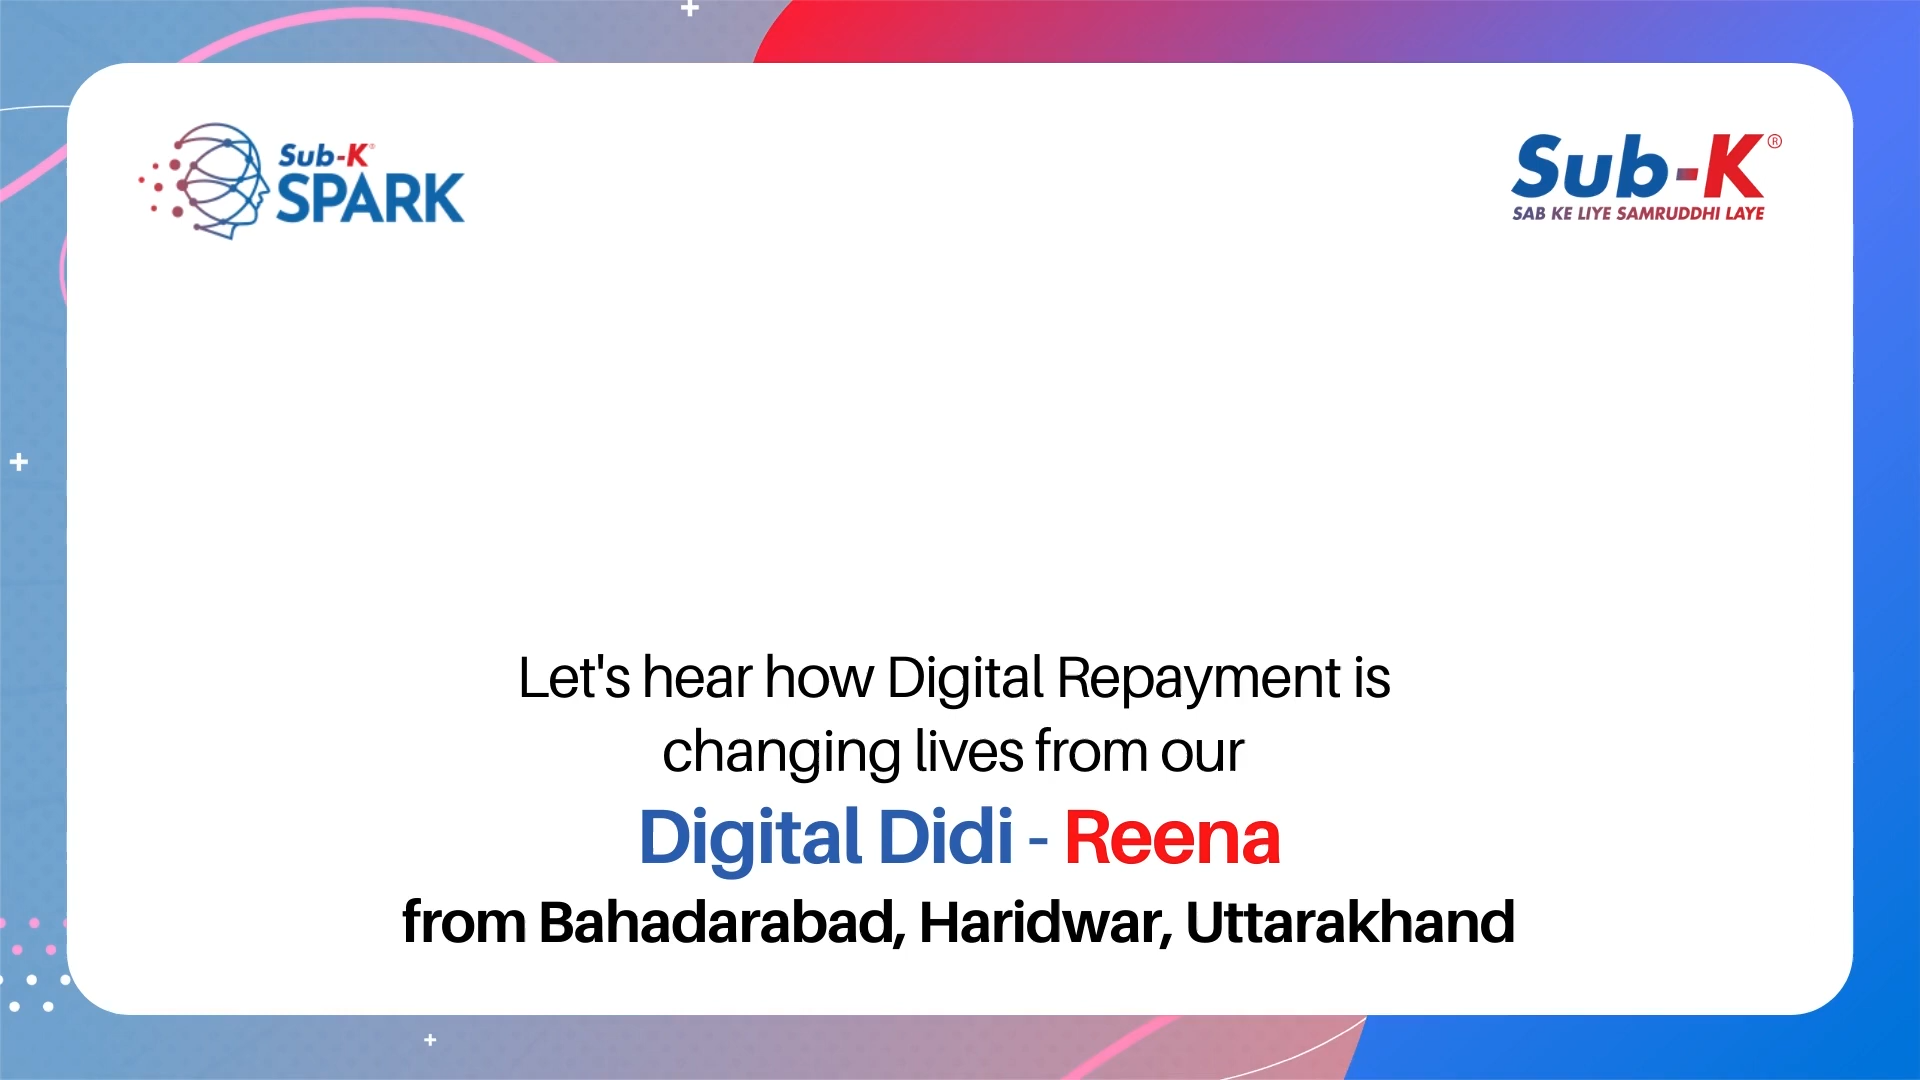 Sub-K®
SPARK
Sub-K®
SAB KE LIYE SAMRUDDHI LAYE
Let's hear how Digital Repayment is
changing lives from our
Digital Didi - Reena
from Bahadarabad, Haridwar, Uttarakhand